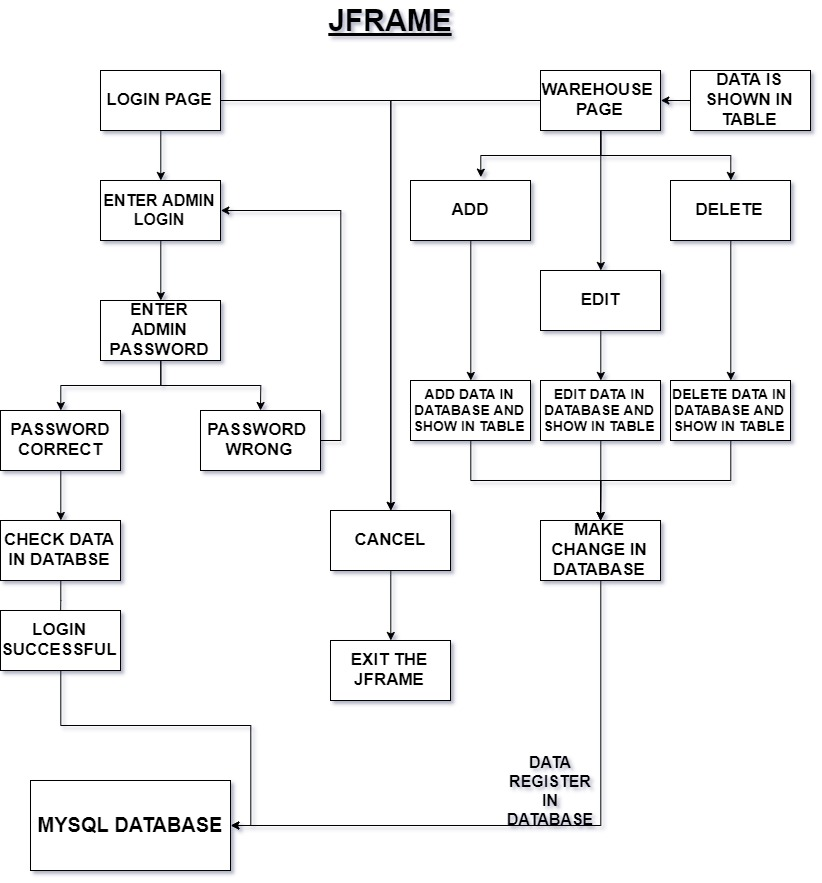 JFRAME
LOGIN PAGE
WAREHOUSE
PAGE
DATA IS
SHOWN IN
TABLE
ENTER ADMIN
LOGIN
ADD
DELETE
EDIT
ENTER
ADMIN
PASSWORD
ADD DATA IN
DATABASE AND
SHOW IN TABLE
EDIT DATA IN
DATABASE AND
SHOW IN TABLE
DELETE DATA IN
DATABASE AND
SHOW IN TABLE
PASSWORD
CORRECT
PASSWORD
WRONG
CHECK DATA
IN DATABSE
CANCEL
MAKE
CHANGE IN
DATABASE
LOGIN
SUCCESSFUL
EXIT THE
JFRAME
DATA
REGISTER
IN
DATABASE
MYSQL DATABASE